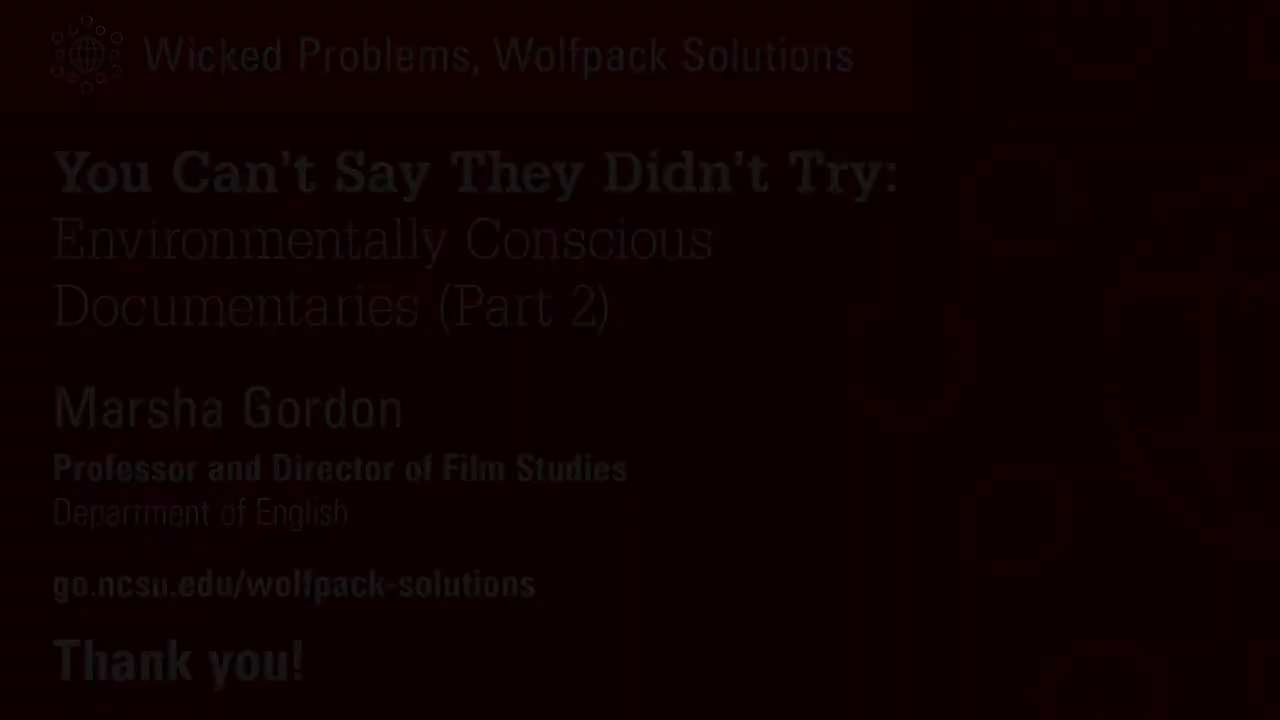 Wicked Problems, Wolfpack Solutions
You Can't Say They Didn't Try:
Environmentally Conscious
Documentaries (Part 2)
Marsha Gordon
Professor and Director of Film Studies
Department of English
go.ncsu.edu/wolfpack-solutions
Thank you!